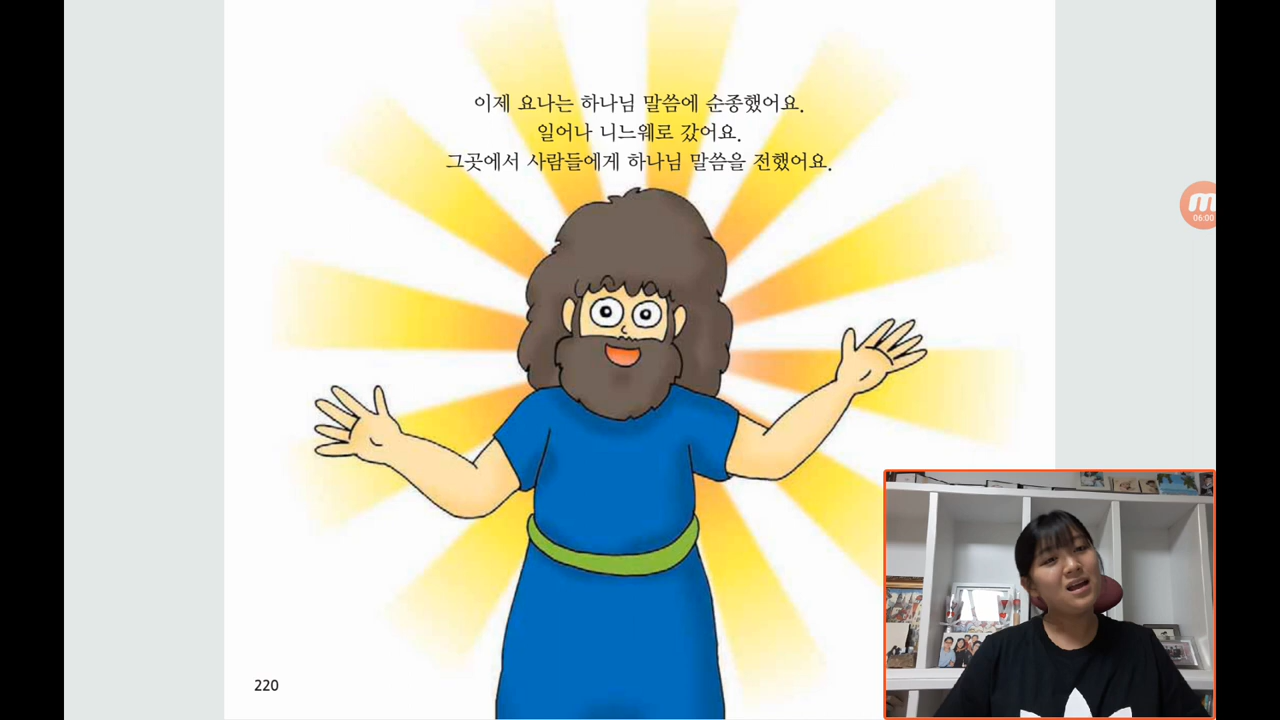 이제 요나는 하나님 말씀에 순종했어요.
일어나 니느웨로 갔어요.
그곳에서 사람들에게 하나님 말씀을 전했어요.
m
06:00
220